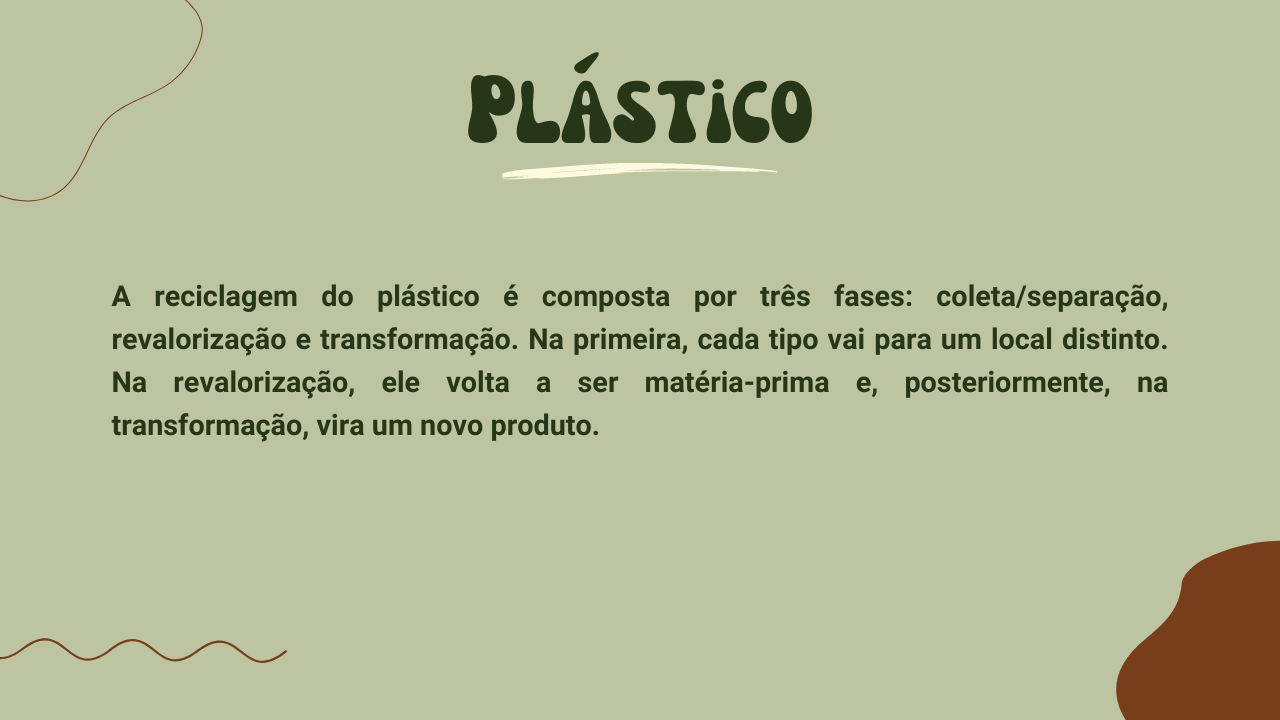 PLÁSTiCO
A reciclagem do plástico é composta por três fases: coleta/separação,
revalorização e transformação. Na primeira, cada tipo vai para um local distinto.
Na revalorização, ele volta a ser matéria-prima e, posteriormente, na
transformação, vira um novo produto.